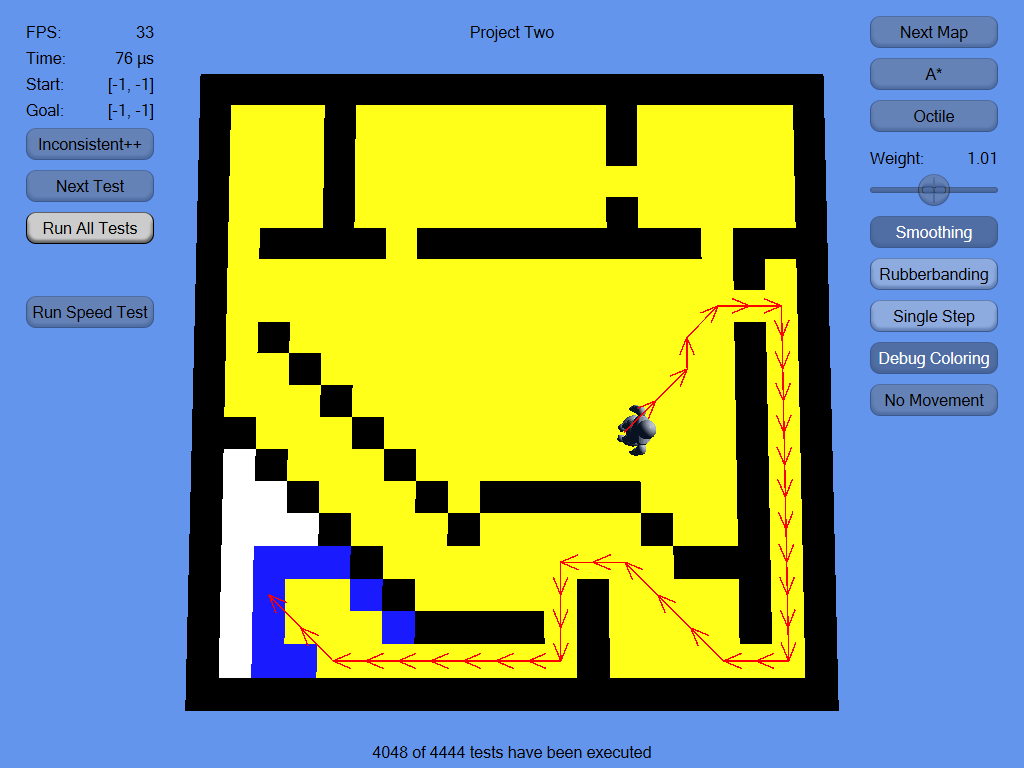 FPS: 33
Time: 76 µs
Start: [-1, -1]
Goal: [-1, -1]
Inconsistent++
Next Test
Run All Tests
Run Speed Test
Project Two
Next Map
A*
Octile
Weight: 1.01
Smoothing
Rubberbanding
Single Step
Debug Coloring
No Movement
4048 of 4444 tests have been executed